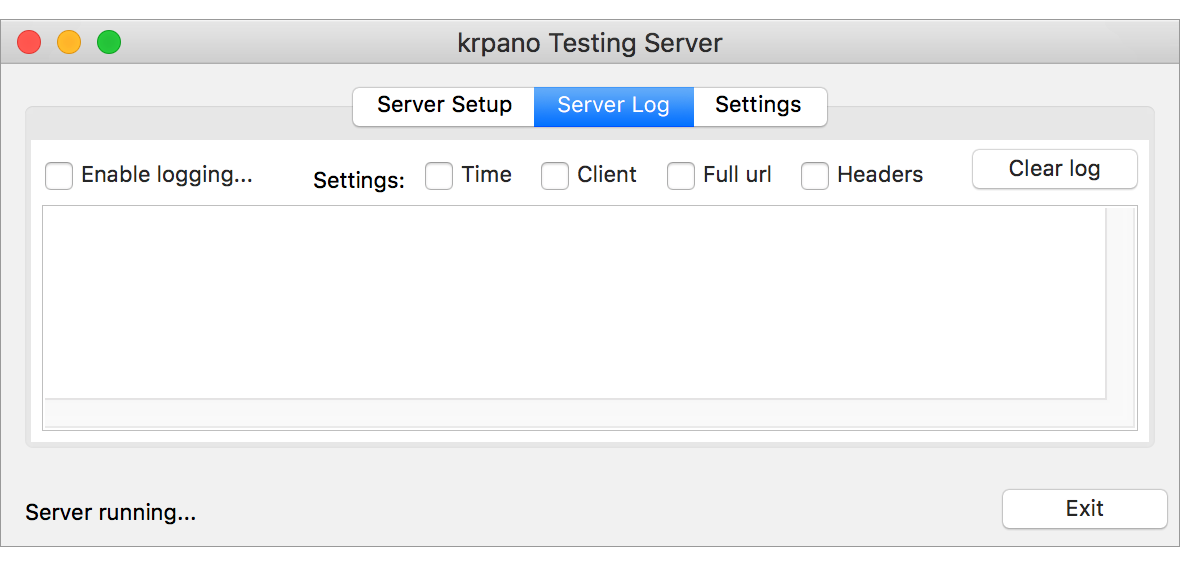 krpano Testing Server
Server Setup Server Log Settings
Enable logging... Settings: Time Client Full url Headers Clear log
Server running...
Exit